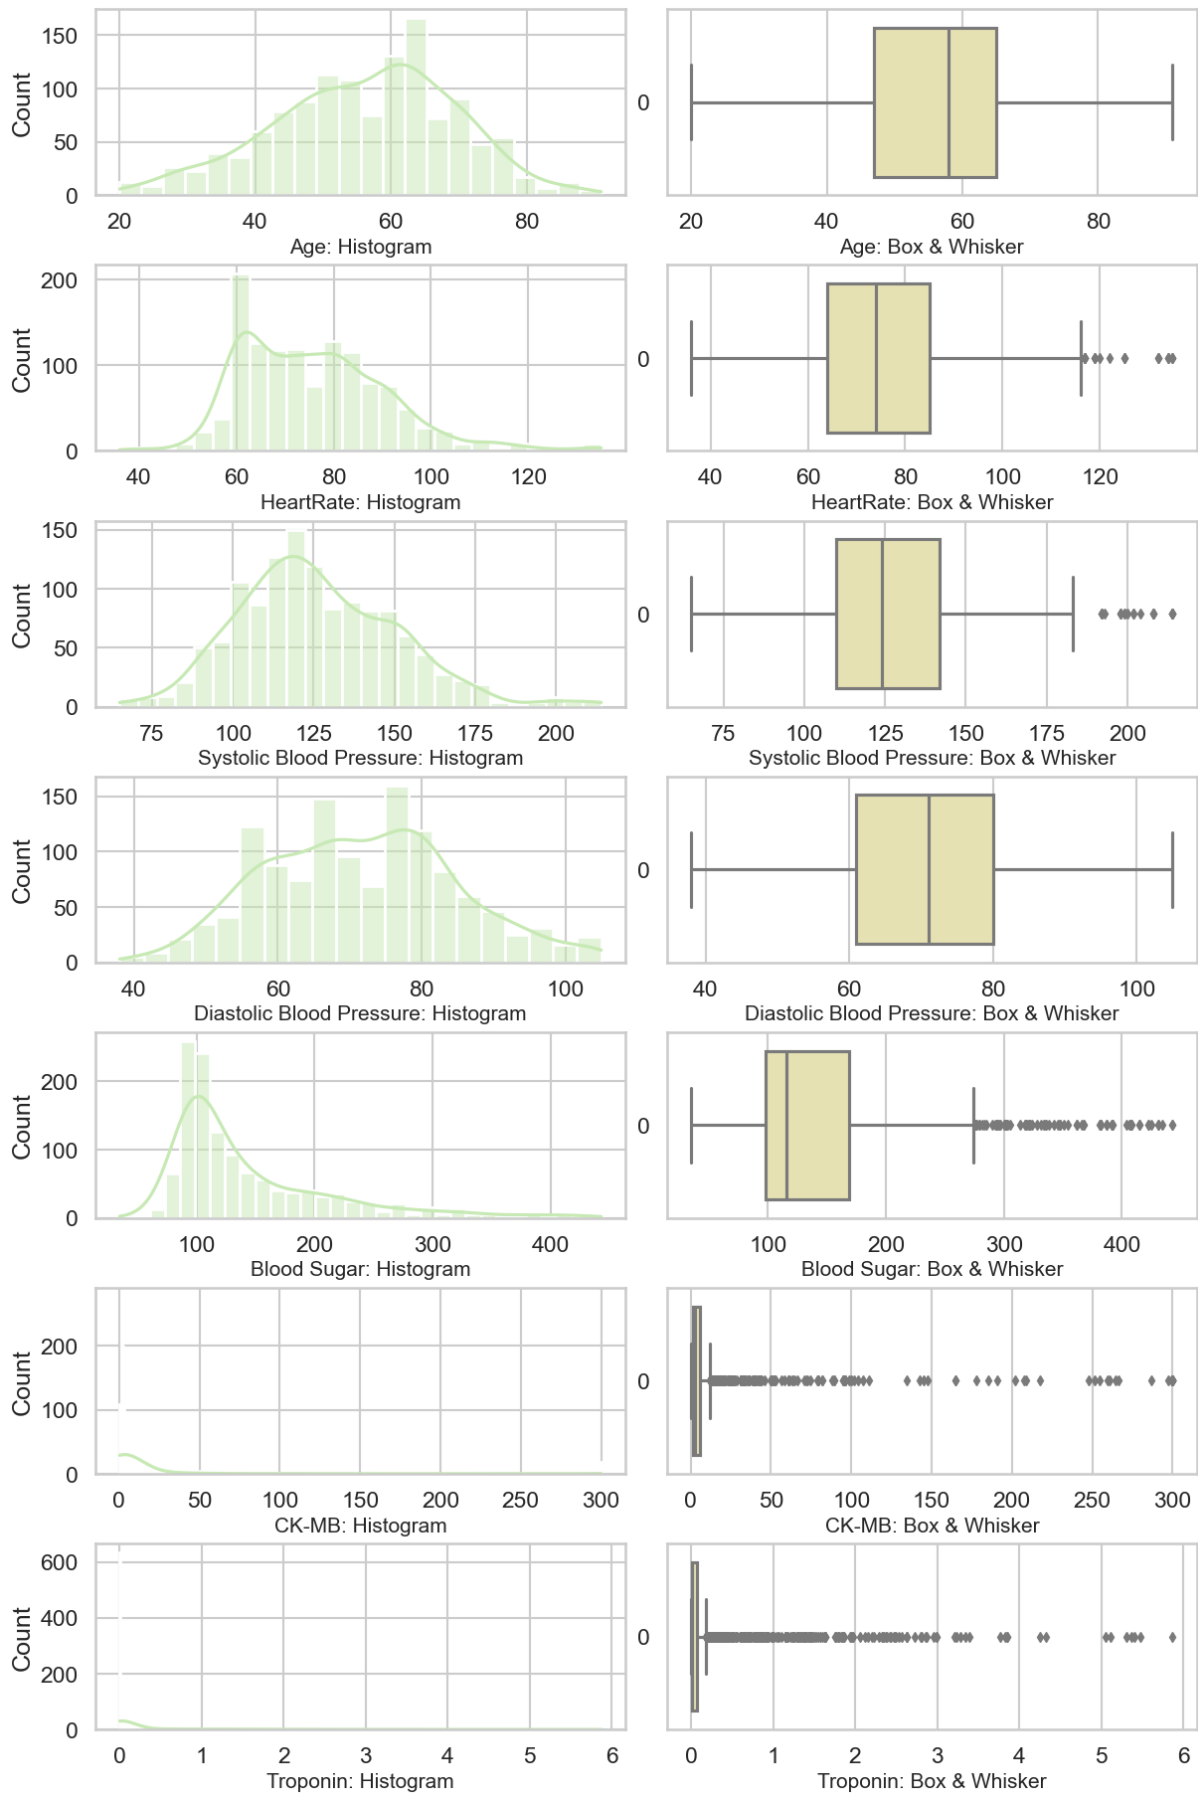 150
100
50
0
Count
20 40 60 80
Age: Histogram
0
20 40 60 80
Age: Box & Whisker
200
100
0
Count
40 60 80 100 120
HeartRate: Histogram
0
40 60 80 100 120
HeartRate: Box & Whisker
150
100
50
0
Count
75 100 125 150 175 200
Systolic Blood Pressure: Histogram
0
75 100 125 150 175 200
Systolic Blood Pressure: Box & Whisker
150
100
50
0
Count
40 60 80 100
Diastolic Blood Pressure: Histogram
0
40 60 80 100
Diastolic Blood Pressure: Box & Whisker
200
100
0
Count
100 200 300 400
Blood Sugar: Histogram
0
100 200 300 400
Blood Sugar: Box & Whisker
200
100
0
Count
0 50 100 150 200 250 300
CK-MB: Histogram
0
0 50 100 150 200 250 300
CK-MB: Box & Whisker
600
400
200
0
Count
0 1 2 3 4 5 6
Troponin: Histogram
0
0 1 2 3 4 5 6
Troponin: Box & Whisker